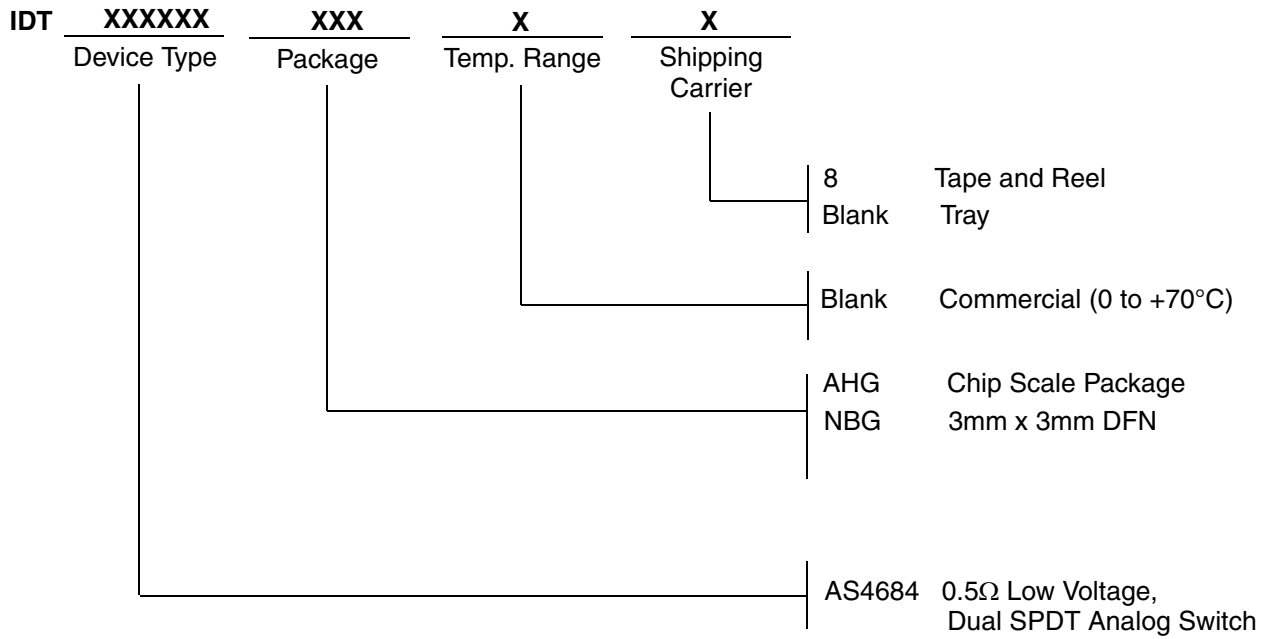 IDT XXXXXX XXX X X
Device Type Package Temp. Range Shipping
Carrier
8 Tape and Reel
Blank Tray
Blank Commercial (0 to +70°C)
AHG Chip Scale Package
NBG 3mm x 3mm DFN
AS4684 0.5Ω Low Voltage,
Dual SPDT Analog Switch